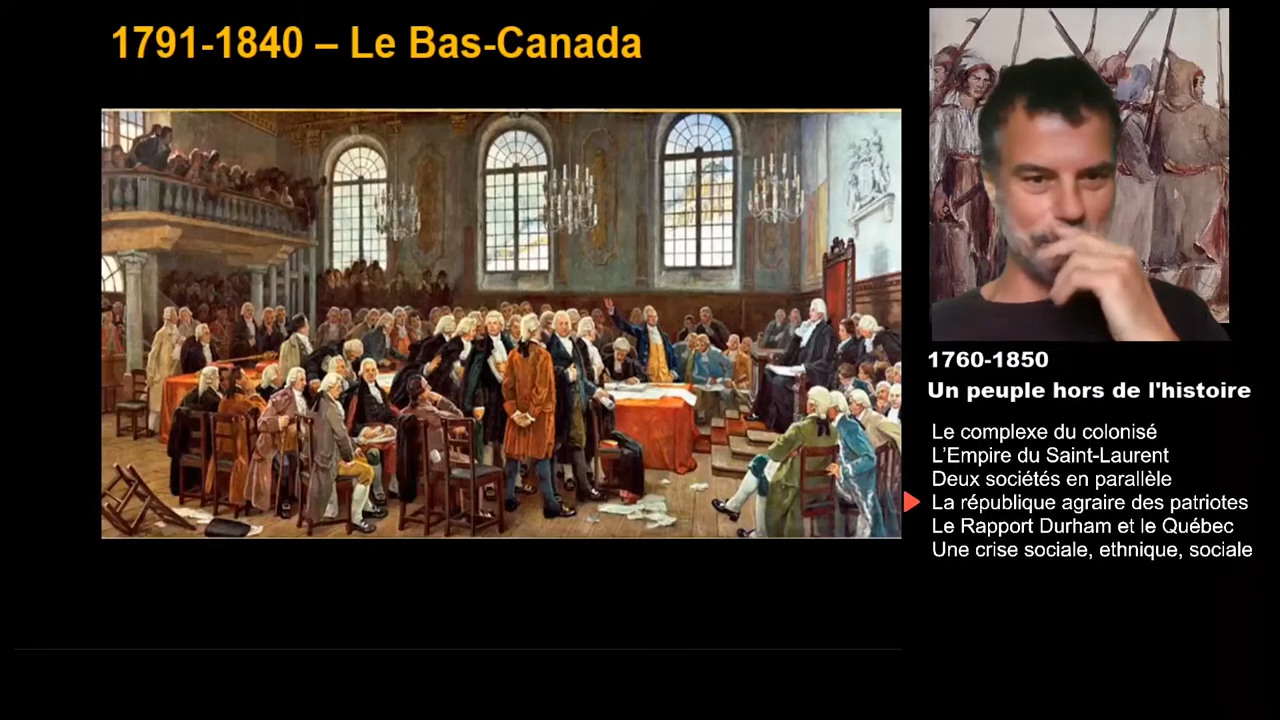 1791-1840 – Le Bas-Canada
1760-1850
Un peuple hors de l'histoire
Le complexe du colonisé
L'Empire du Saint-Laurent
Deux sociétés en parallèle
La république agraire des patriotes
Le Rapport Durham et le Québec
Une crise sociale, ethnique, sociale